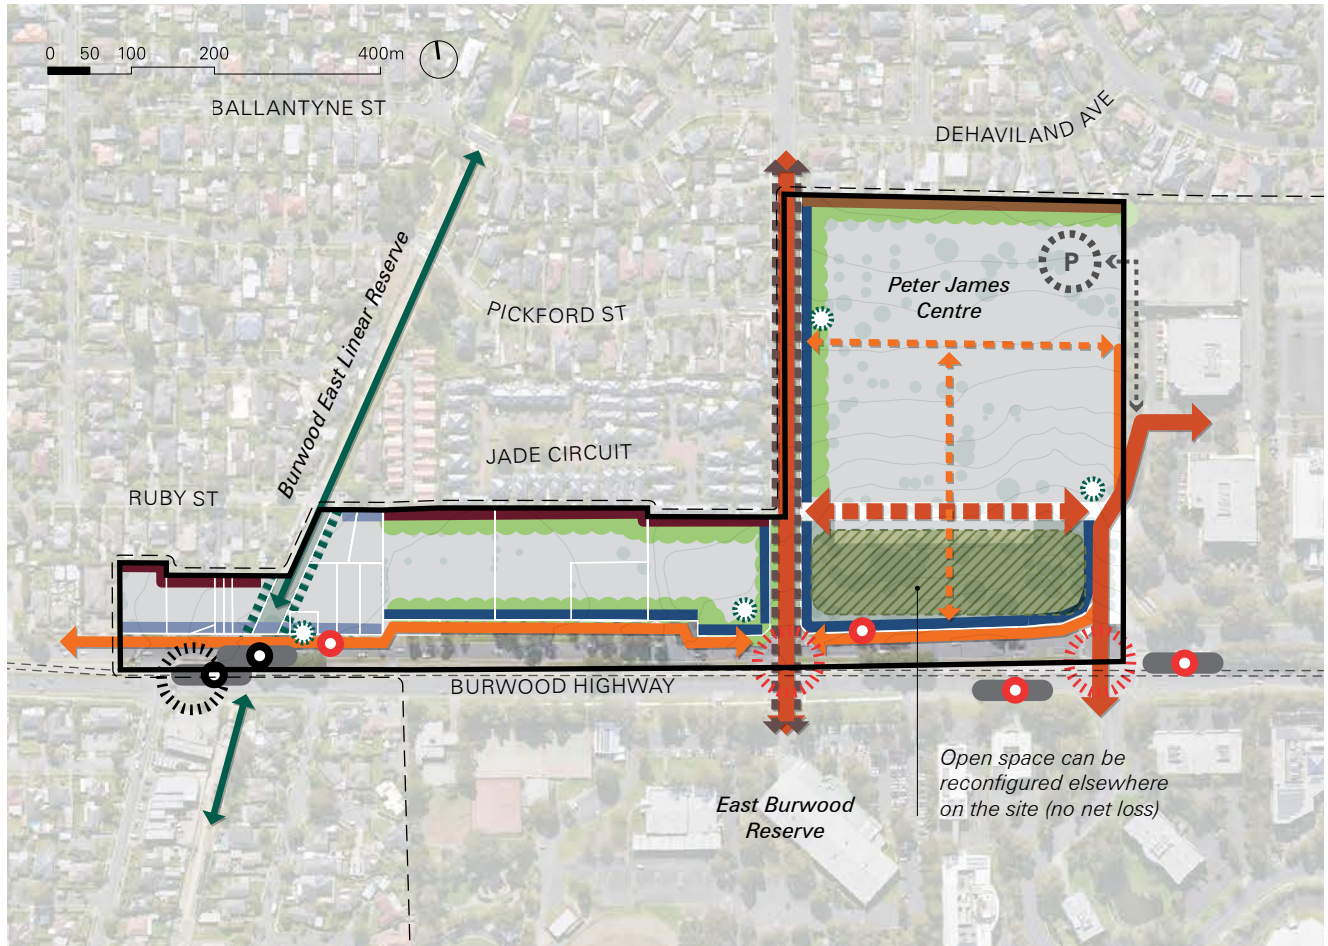 0 50 100 200 400m
BALLANTYNE ST
DEHAVILAND AVE
Burwood East Linear Reserve
Peter James
Centre
P
PICKFORD ST
JADE CIRCUIT
RUBY ST
BURWOOD HIGHWAY
Open space can be
reconfigured elsewhere
on the site (no net loss)
East Burwood
Reserve